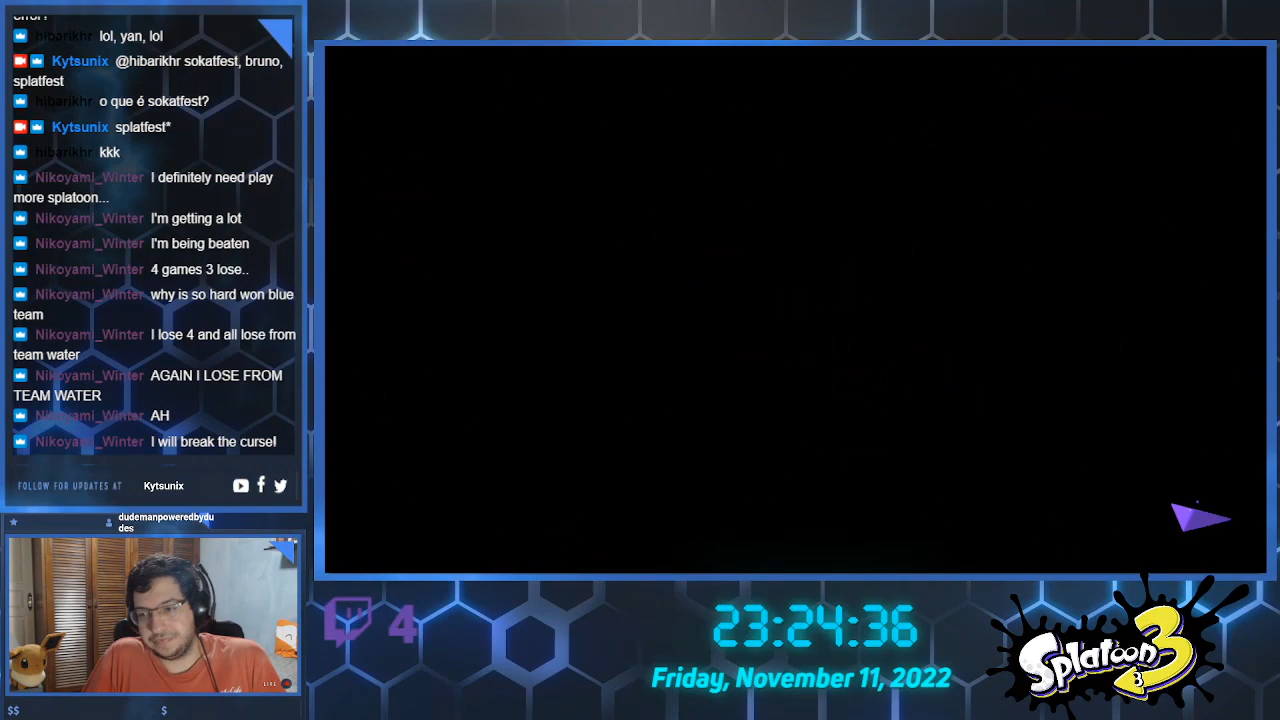 error?
hibarikhr lol, yan, lol
Kytsunix @hibarikhr sokatfest, bruno,
splatfest
hibarikhr o que é sokatfest?
Kytsunix splatfest*
hibarikhr kkk
Nikoyami_Winter I definitely need play
more splatoon...
Nikoyami_Winter I'm getting a lot
Nikoyami_Winter I'm being beaten
Nikoyami_Winter 4 games 3 lose..
Nikoyami_Winter why is so hard won blue
team
Nikoyami_Winter I lose 4 and all lose from
team water
Nikoyami_Winter AGAIN I LOSE FROM
TEAM WATER
Nikoyami_Winter AH
Nikoyami_Winter I will break the curse!
FOLLOW FOR UPDATES AT Kytsunix
dudemanpoweredbydu
des
LIVE
$$ $
4
23:24:36
Friday, November 11, 2022
Splatoon 3